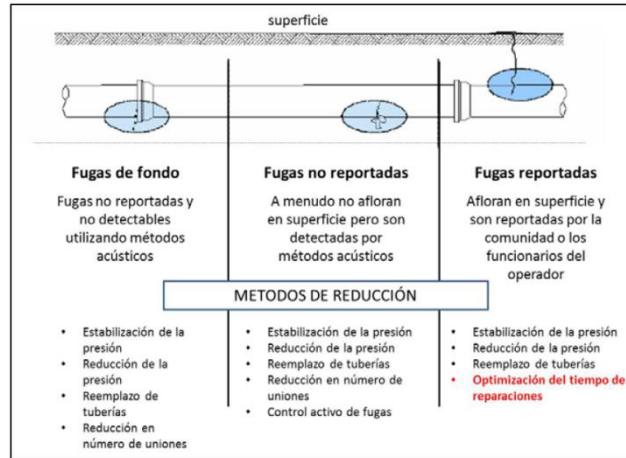 superficie
Fugas de fondo
Fugas no reportadas y
no detectables
utilizando métodos
acústicos
Fugas no reportadas
A menudo no afloran
en superficie pero son
detectadas por
métodos acústicos
Fugas reportadas
Afloran en superficie y
son reportadas por la
comunidad o los
funcionarios del
operador
METODOS DE REDUCCIÓN
• Estabilización de la
presión
• Reducción de la
presión
• Reemplazo de
tuberías
• Reducción en
número de uniones
• Estabilización de la presión
• Reducción de la presión
• Reemplazo de tuberías
• Reducción en número de
uniones
• Control activo de fugas
• Estabilización de la presión
• Reducción de la presión
• Reemplazo de tuberías
• Optimización del tiempo de
reparaciones